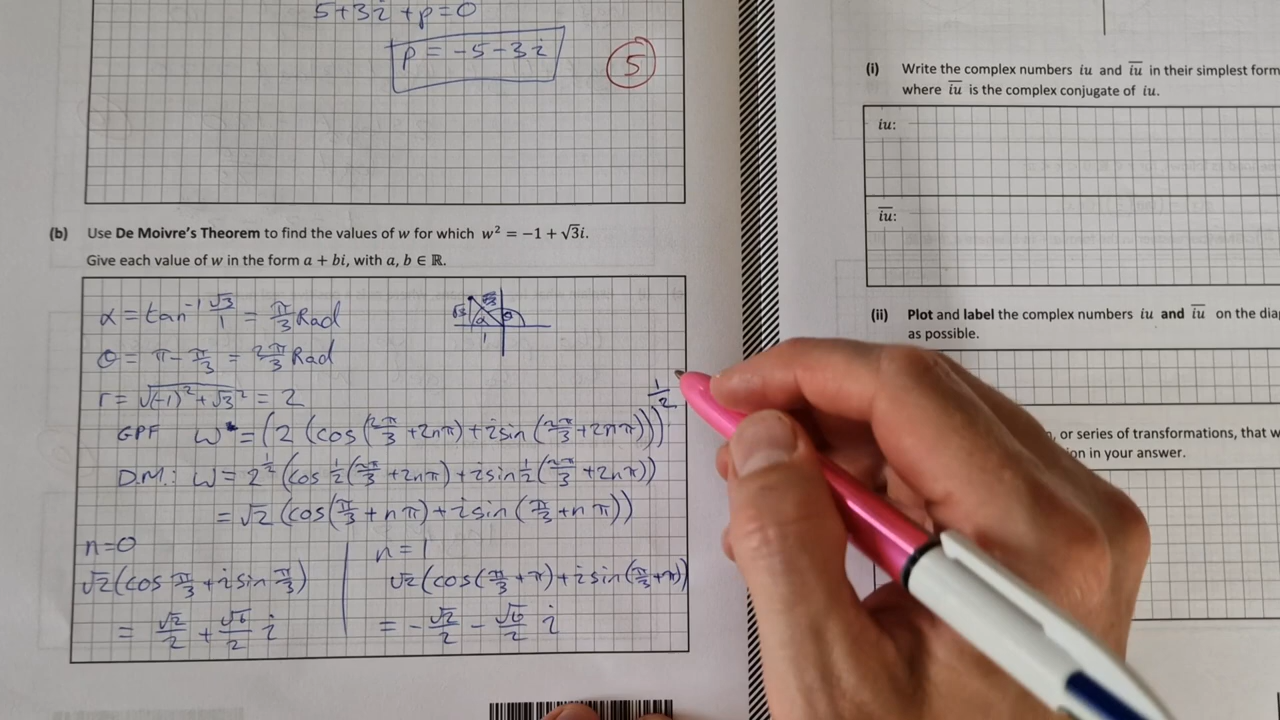 5+3i+p=0
p = -5-3i
5
(b) Use De Moivre's Theorem to find the values of w for which w² = −1 + √3i.
Give each value of w in the form a + bi, with a, b ∈ ℝ.
α = tan⁻¹ √3/1 = π/3 Rad
θ = π - π/3 = 2π/3 Rad
r = √((-1)² + √3²) = 2
GPF w = (2 (cos(2π/3 + 2nπ) + i sin(2π/3 + 2nπ)))^1/2
D.M.: w = 2^1/2 (cos 1/2(2π/3 + 2nπ) + i sin 1/2(2π/3 + 2nπ))
= √2 (cos(π/3 + nπ) + i sin(π/3 + nπ))
n=0
√2(cos π/3 + i sin π/3)
= √2/2 + √6/2 i
n=1
√2(cos(π/3 + π) + i sin(π/3 + π))
= -√2/2 - √6/2 i
√3
α
θ
1
(i) Write the complex numbers iu and i̅u̅ in their simplest form
where i̅u̅ is the complex conjugate of iu.
iu:
i̅u̅:
(ii) Plot and label the complex numbers iu and i̅u̅ on the dia
as possible.
, or series of transformations, that w
ion in your answer.